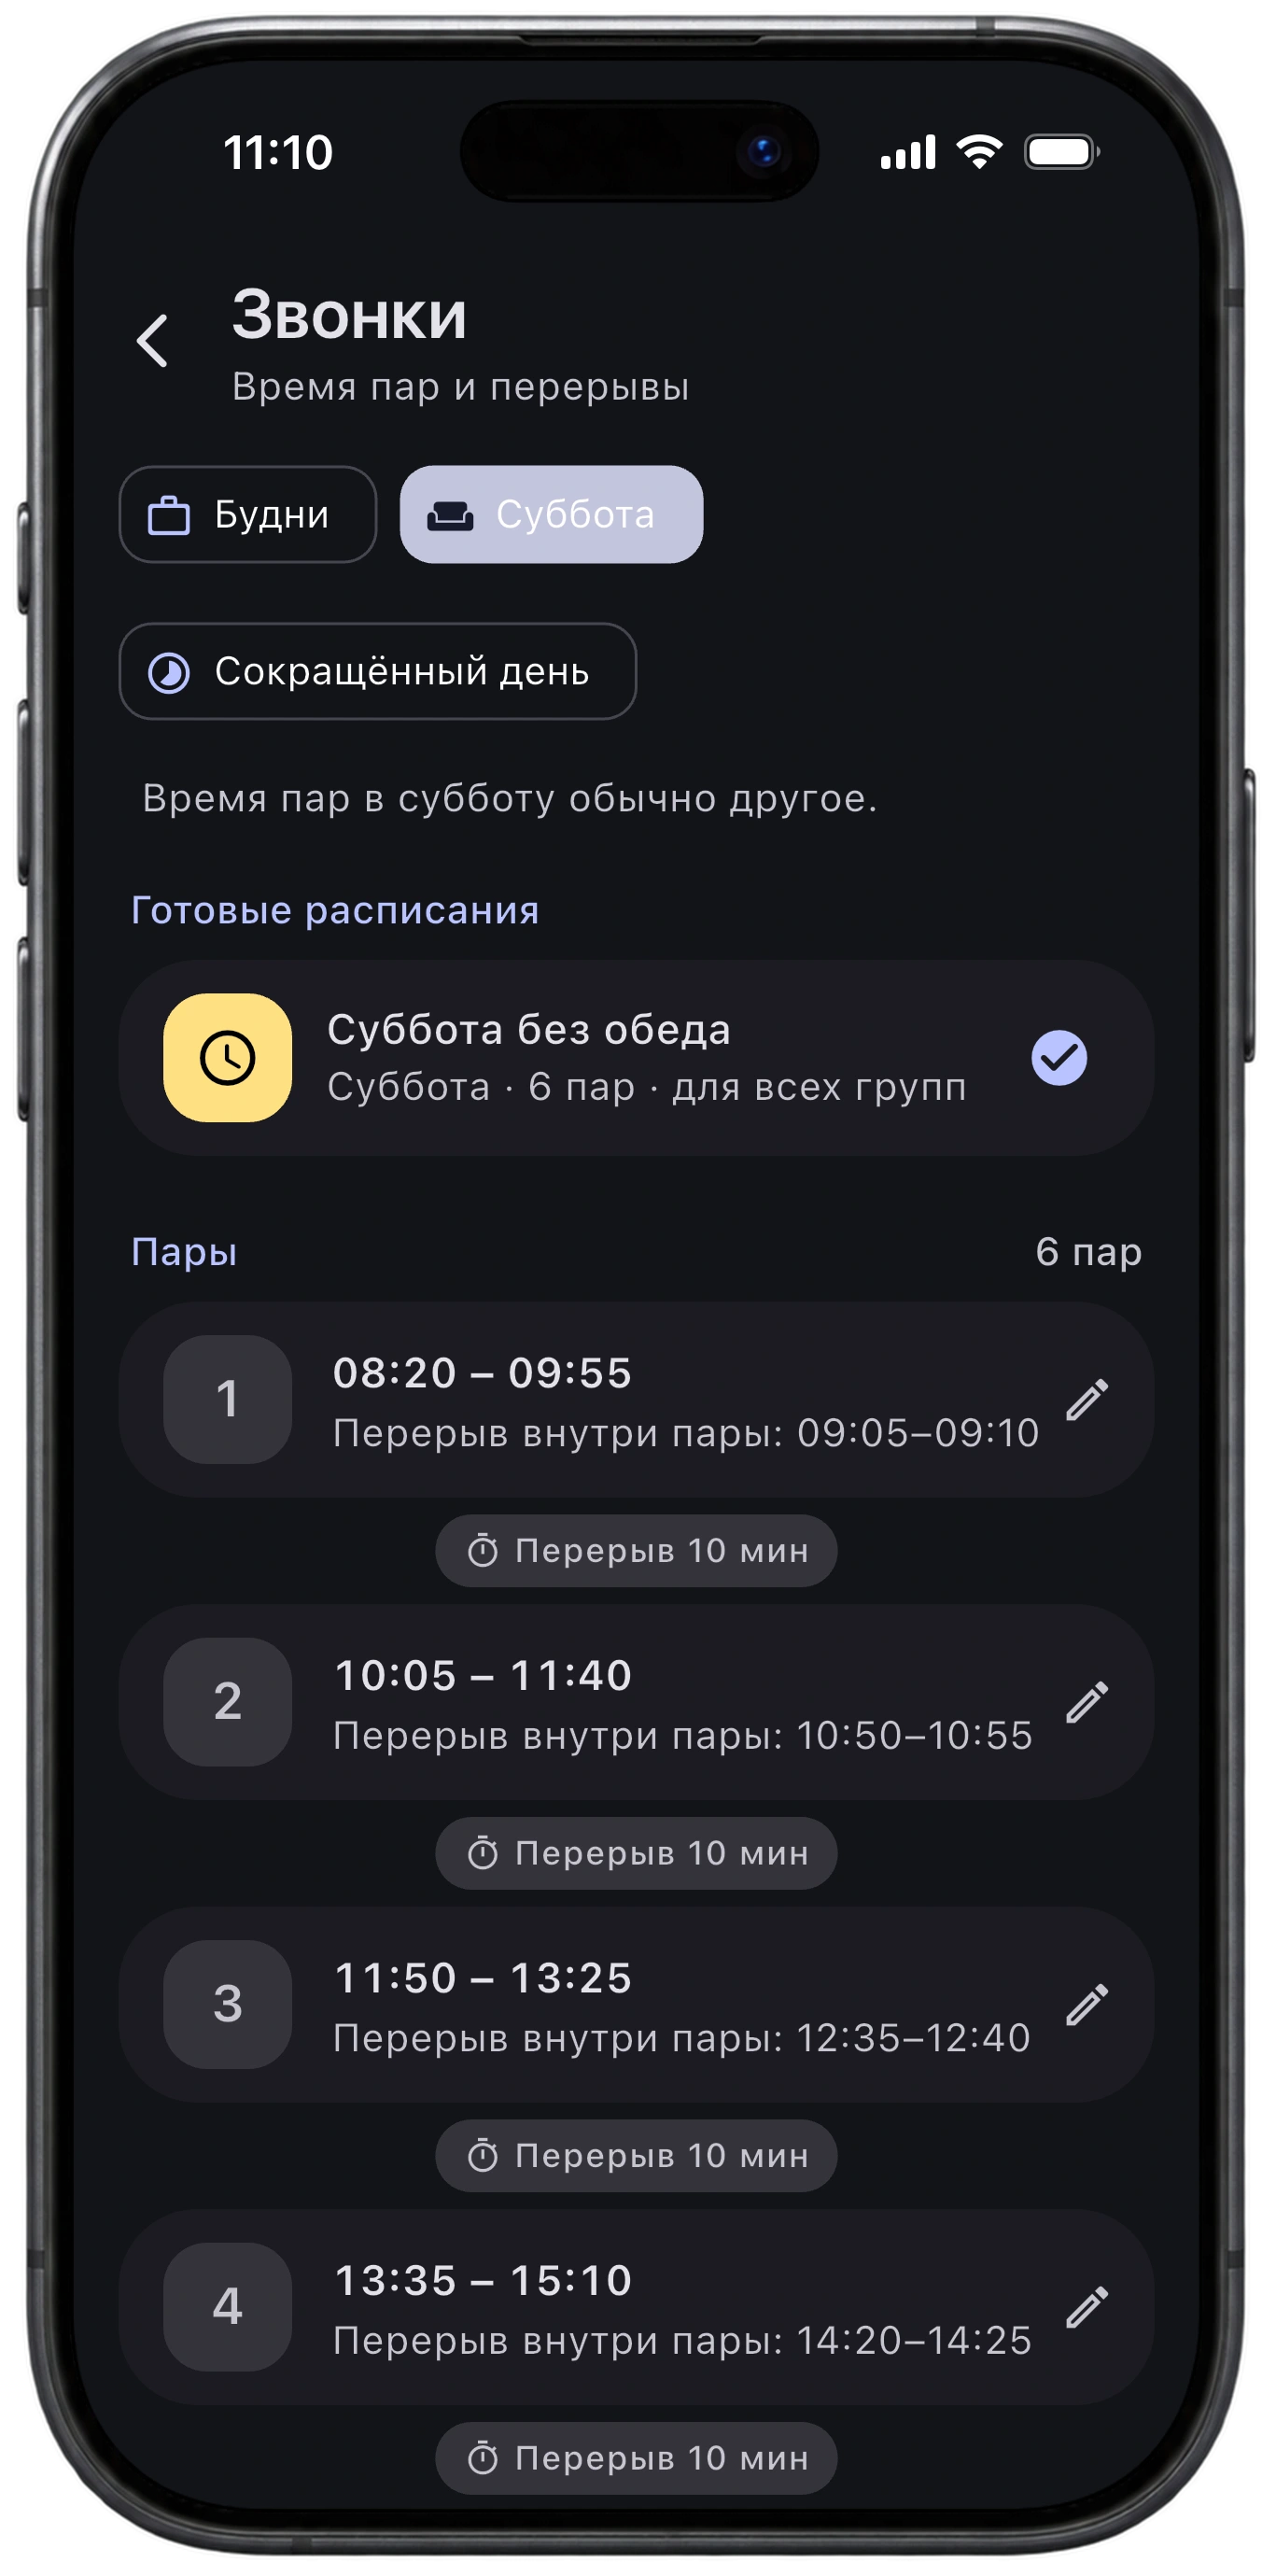 11:10
Звонки
Время пар и перерывы
Будни
Суббота
Сокращённый день
Время пар в субботу обычно другое.
Готовые расписания
Суббота без обеда
Суббота · 6 пар · для всех групп
Пары
6 пар
1
08:20 – 09:55
Перерыв внутри пары: 09:05–09:10
Перерыв 10 мин
2
10:05 – 11:40
Перерыв внутри пары: 10:50–10:55
Перерыв 10 мин
3
11:50 – 13:25
Перерыв внутри пары: 12:35–12:40
Перерыв 10 мин
4
13:35 – 15:10
Перерыв внутри пары: 14:20–14:25
Перерыв 10 мин